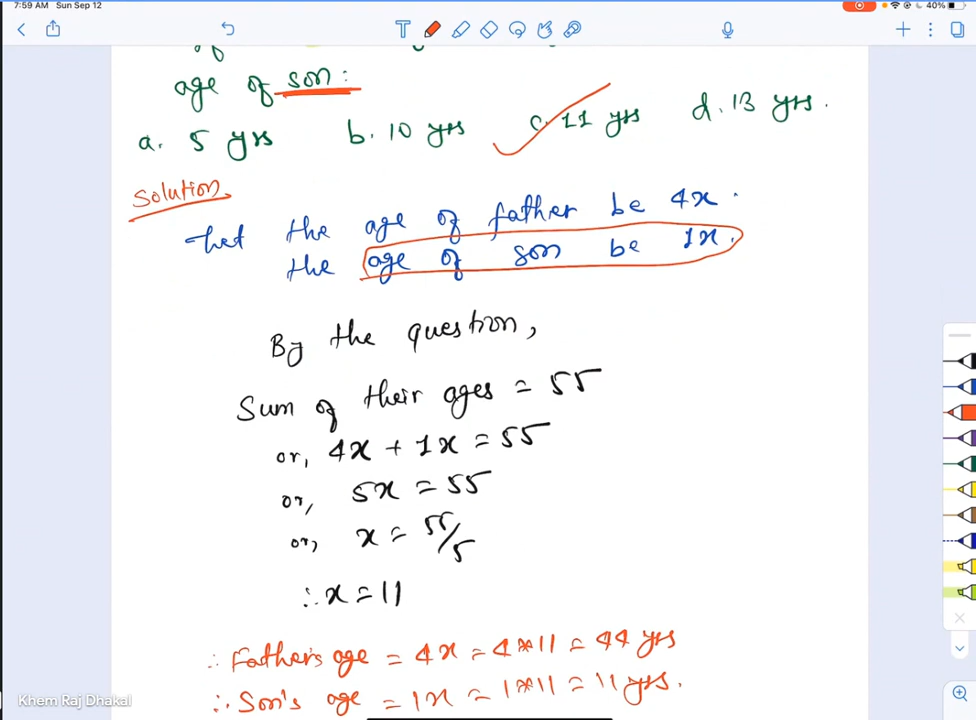 7:59 AM Sun Sep 12
40%
age of son:
a. 5 yrs b. 10 yrs c. 11 yrs d. 13 yrs.
Solution
Let the age of father be 4x.
the age of son be 1x.
By the question,
Sum of their ages = 55
or, 4x + 1x = 55
or, 5x = 55
or, x = 55/5
∴ x = 11
∴ Father's age = 4x = 4*11 = 44 yrs
∴ Son's age = 1x = 1*11 = 11 yrs.
Khem Raj Dhakal